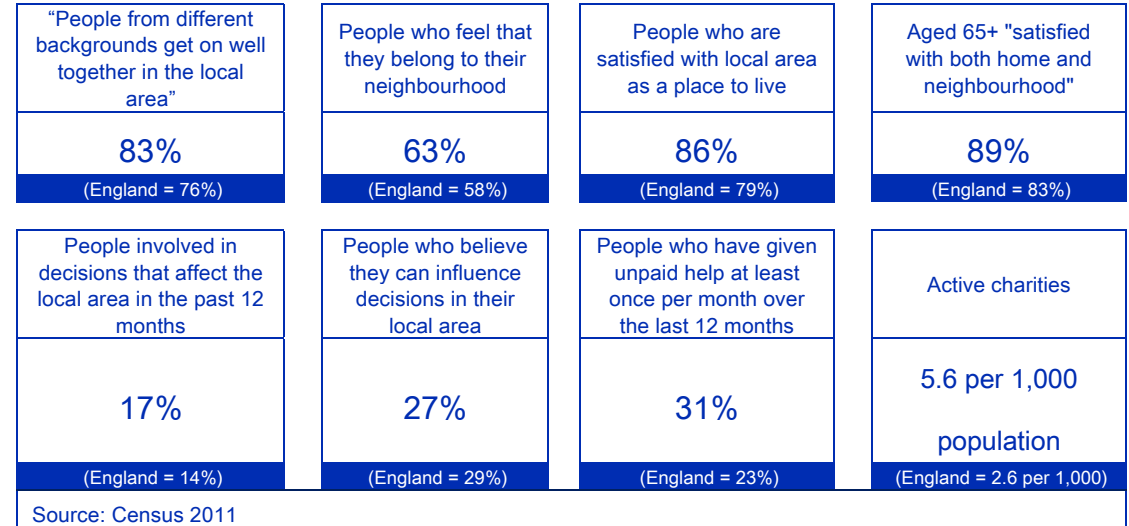 “People from different
backgrounds get on well
together in the local
area”
83%
(England = 76%)
People who feel that
they belong to their
neighbourhood
63%
(England = 58%)
People who are
satisfied with local area
as a place to live
86%
(England = 79%)
Aged 65+ "satisfied
with both home and
neighbourhood"
89%
(England = 83%)
People involved in
decisions that affect the
local area in the past 12
months
17%
(England = 14%)
People who believe
they can influence
decisions in their
local area
27%
(England = 29%)
People who have given
unpaid help at least
once per month over
the last 12 months
31%
(England = 23%)
Active charities
5.6 per 1,000
population
(England = 2.6 per 1,000)
Source: Census 2011